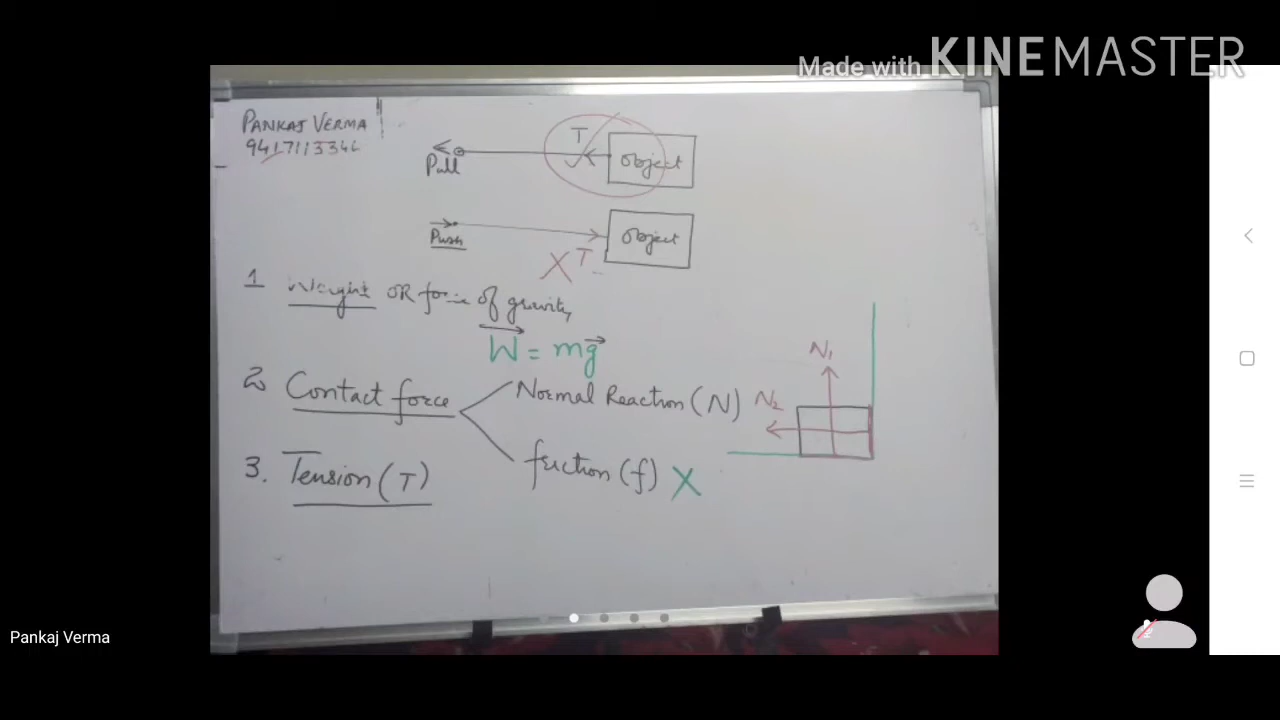 Made with KINEMASTER
PANKAJ VERMA
T
Object
Pull
Object
Push
X T
1 Weight OR force of gravity
W = mg
N₁
2 Contact force
Normal Reaction (N)
N₂
3. Tension (T)
friction (f) X
Pankaj Verma